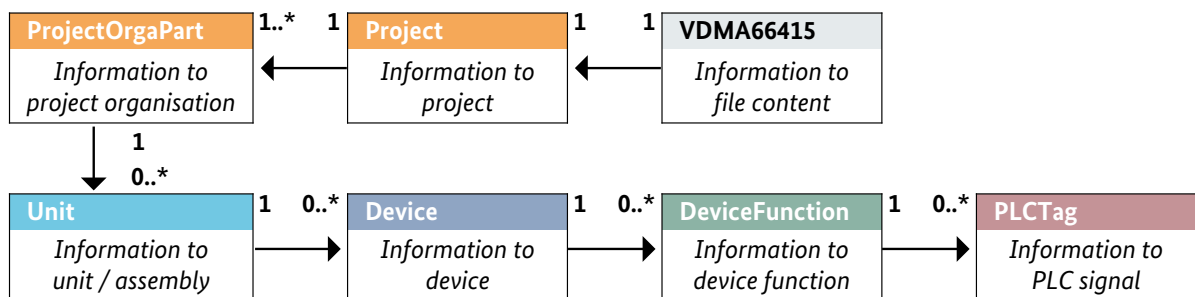 ProjectOrgaPart 1..* 1 Project 1 1 VDMA66415
Information to Information to Information to
project organisation project file content
1
0..*
Unit 1 0..* Device 1 0..* DeviceFunction 1 0..* PLCTag
Information to Information to Information to Information to
unit / assembly device device function PLC signal